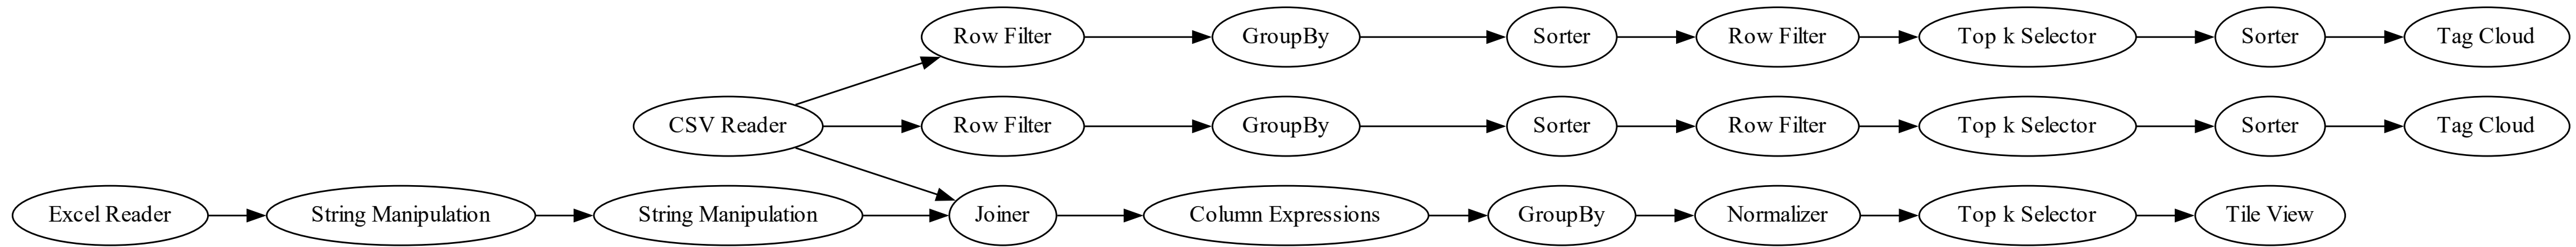 Row Filter GroupBy Sorter Row Filter Top k Selector Sorter Tag Cloud
CSV Reader Row Filter GroupBy Sorter Row Filter Top k Selector Sorter Tag Cloud
Excel Reader String Manipulation String Manipulation Joiner Column Expressions GroupBy Normalizer Top k Selector Tile View